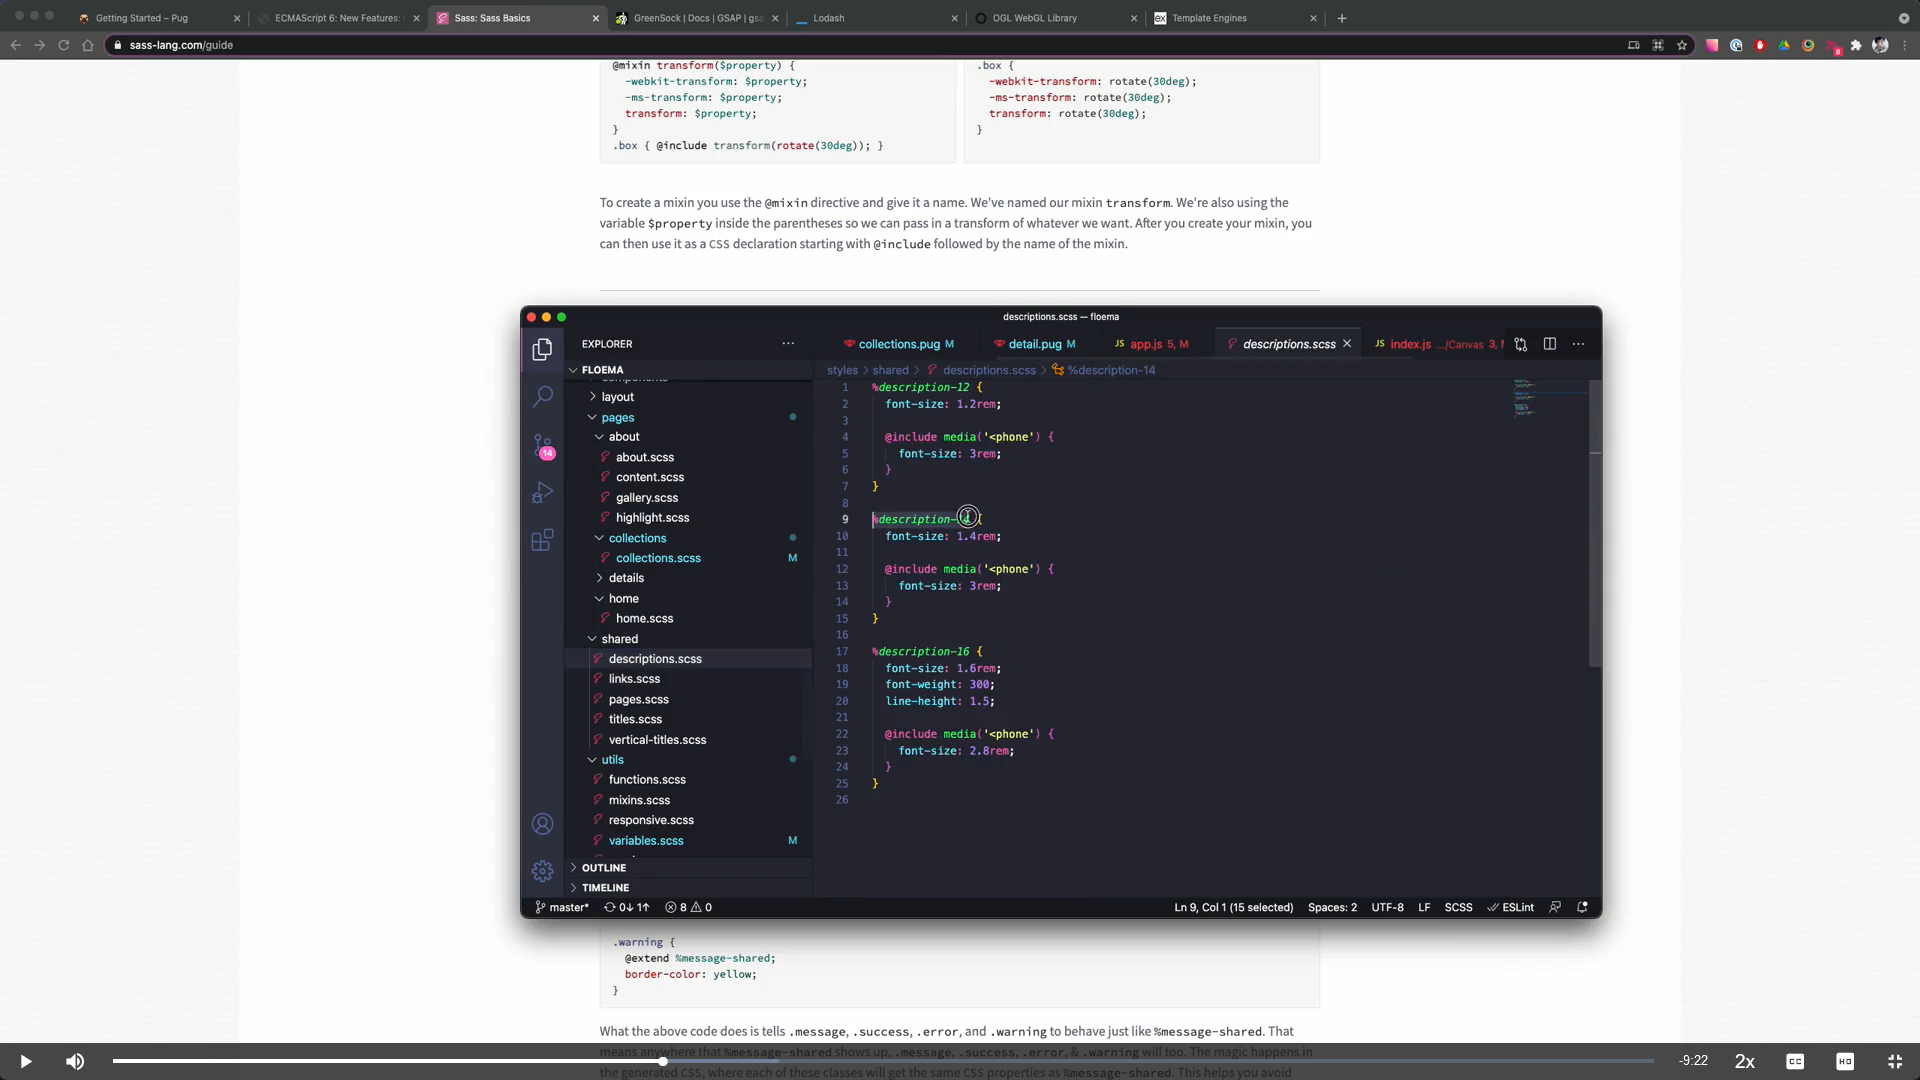 Getting Started – Pug
ECMAScript 6: New Features:
Sass: Sass Basics
GreenSock | Docs | GSAP | gsa
Lodash
OGL WebGL Library
ex Template Engines
sass-lang.com/guide
8
@mixin transform($property) {
-webkit-transform: $property;
-ms-transform: $property;
transform: $property;
}
.box { @include transform(rotate(30deg)); }
.box {
-webkit-transform: rotate(30deg);
-ms-transform: rotate(30deg);
transform: rotate(30deg);
}
To create a mixin you use the @mixin directive and give it a name. We've named our mixin transform. We're also using the
variable $property inside the parentheses so we can pass in a transform of whatever we want. After you create your mixin, you
can then use it as a CSS declaration starting with @include followed by the name of the mixin.
descriptions.scss — floema
EXPLORER
collections.pug M
detail.pug M
JS app.js 5, M
descriptions.scss
JS index.js .../Canvas 3, M
FLOEMA
styles > shared > descriptions.scss > %description-14
layout
pages
about
about.scss
content.scss
gallery.scss
highlight.scss
collections
collections.scss M
details
home
home.scss
shared
descriptions.scss
links.scss
pages.scss
titles.scss
vertical-titles.scss
utils
functions.scss
mixins.scss
responsive.scss
variables.scss M
OUTLINE
TIMELINE
14
1 %description-12 {
2 font-size: 1.2rem;
3
4 @include media('<phone') {
5 font-size: 3rem;
6 }
7 }
8
9 %description- {
10 font-size: 1.4rem;
11
12 @include media('<phone') {
13 font-size: 3rem;
14 }
15 }
16
17 %description-16 {
18 font-size: 1.6rem;
19 font-weight: 300;
20 line-height: 1.5;
21
22 @include media('<phone') {
23 font-size: 2.8rem;
24 }
25 }
26
master* 0↓ 1↑ 8 0
Ln 9, Col 1 (15 selected) Spaces: 2 UTF-8 LF SCSS ESLint
.warning {
@extend %message-shared;
border-color: yellow;
}
What the above code does is tells .message, .success, .error, and .warning to behave just like %message-shared. That
means anywhere that %message-shared shows up, .message, .success, .error, & .warning will too. The magic happens in
the generated CSS, where each of these classes will get the same CSS properties as %message-shared. This helps you avoid
-9:22
2x
CC
HD